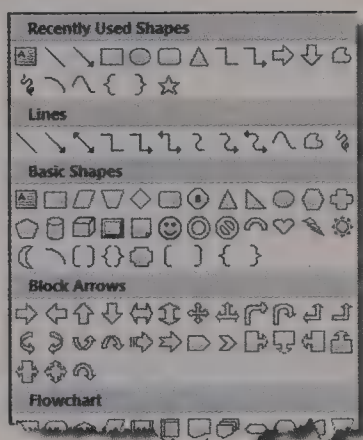 Recently Used Shapes
Lines
Basic Shapes
Block Arrows
Flowchart